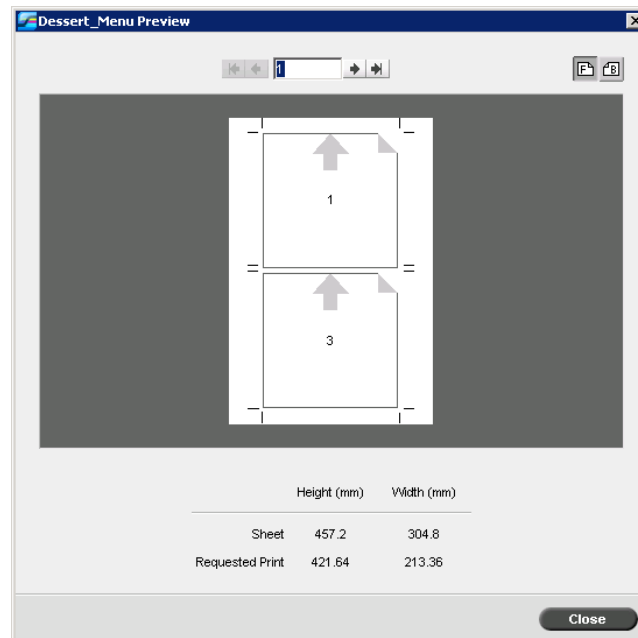 Dessert_Menu Preview
1
F B
1
3
Height (mm) Width (mm)
Sheet 457.2 304.8
Requested Print 421.64 213.36
Close